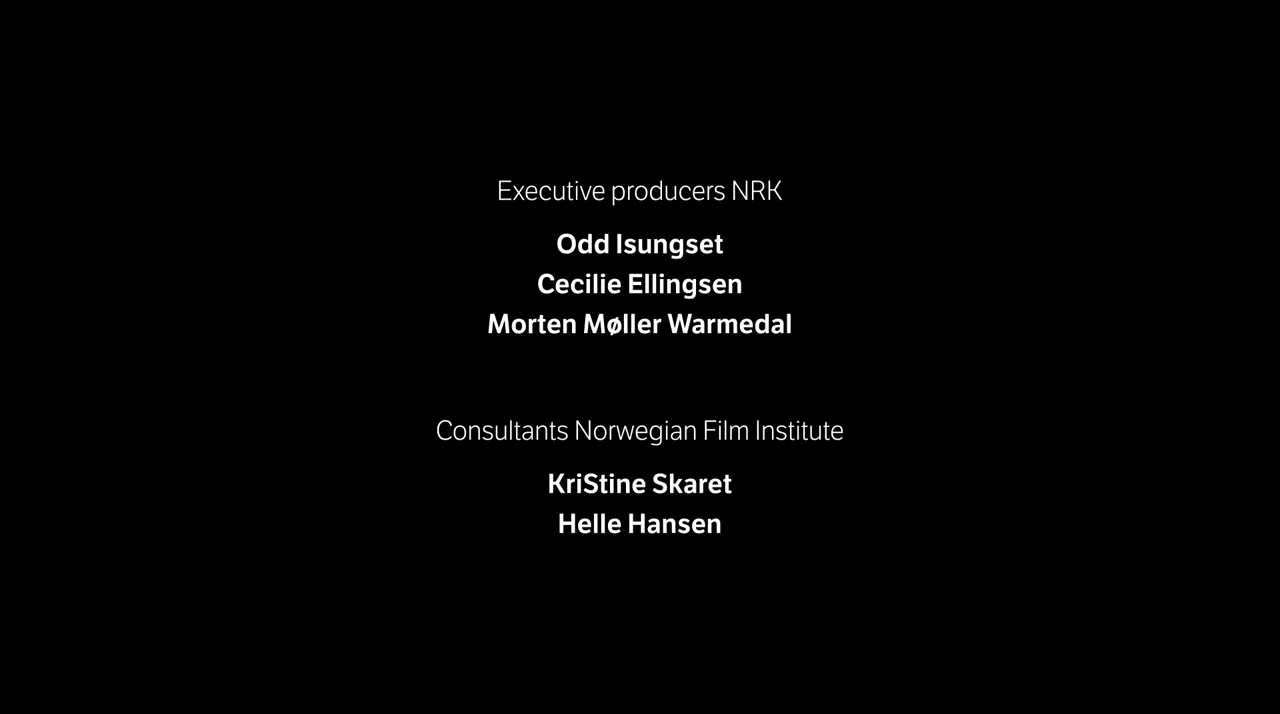 Executive producers NRK
Odd Isungset
Cecilie Ellingsen
Morten Møller Warmedal
Consultants Norwegian Film Institute
KriStine Skaret
Helle Hansen